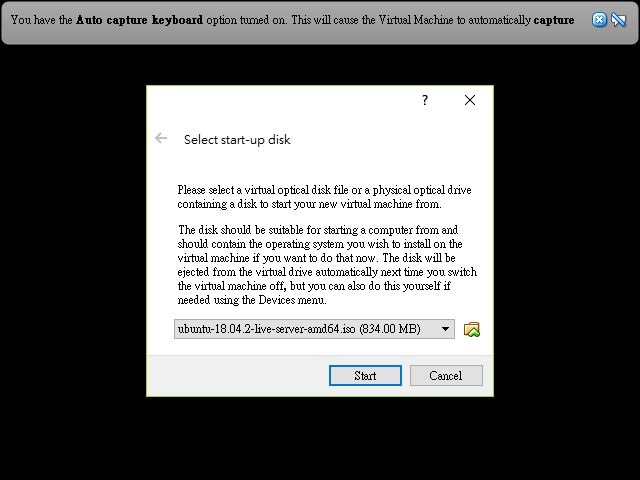 You have the Auto capture keyboard option turned on. This will cause the Virtual Machine to automatically capture
?
Select start-up disk
Please select a virtual optical disk file or a physical optical drive
containing a disk to start your new virtual machine from.
The disk should be suitable for starting a computer from and
should contain the operating system you wish to install on the
virtual machine if you want to do that now. The disk will be
ejected from the virtual drive automatically next time you switch
the virtual machine off, but you can also do this yourself if
needed using the Devices menu.
ubuntu-18.04.2-live-server-amd64.iso (834.00 MB)
Start Cancel